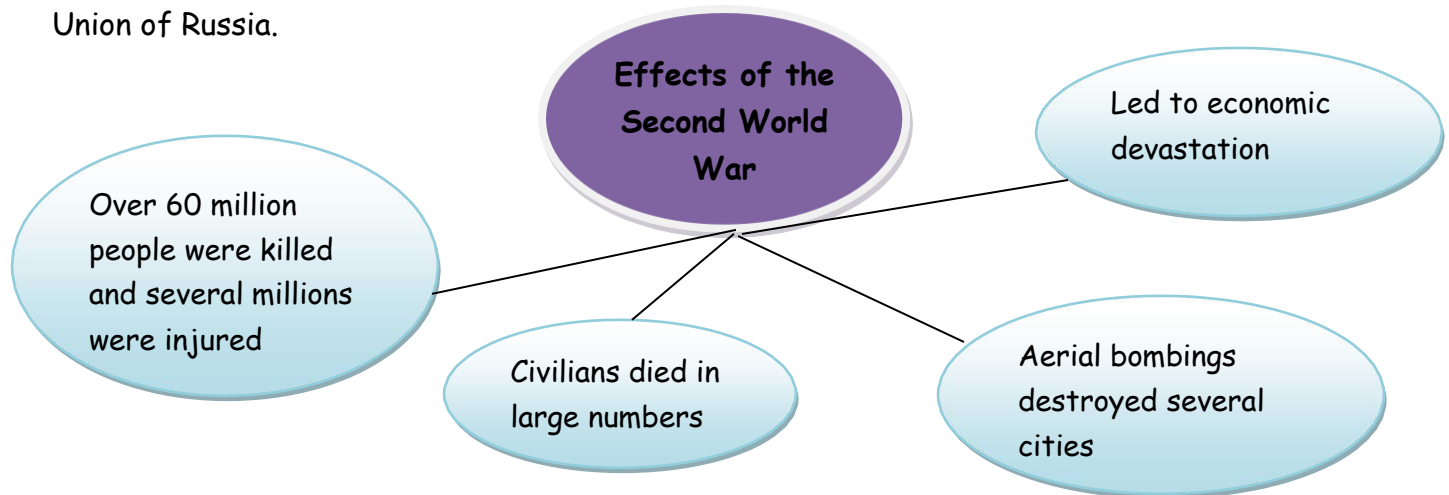 Union of Russia.
Effects of the
Second World
War
Led to economic
devastation
Over 60 million
people were killed
and several millions
were injured
Civilians died in
large numbers
Aerial bombings
destroyed several
cities